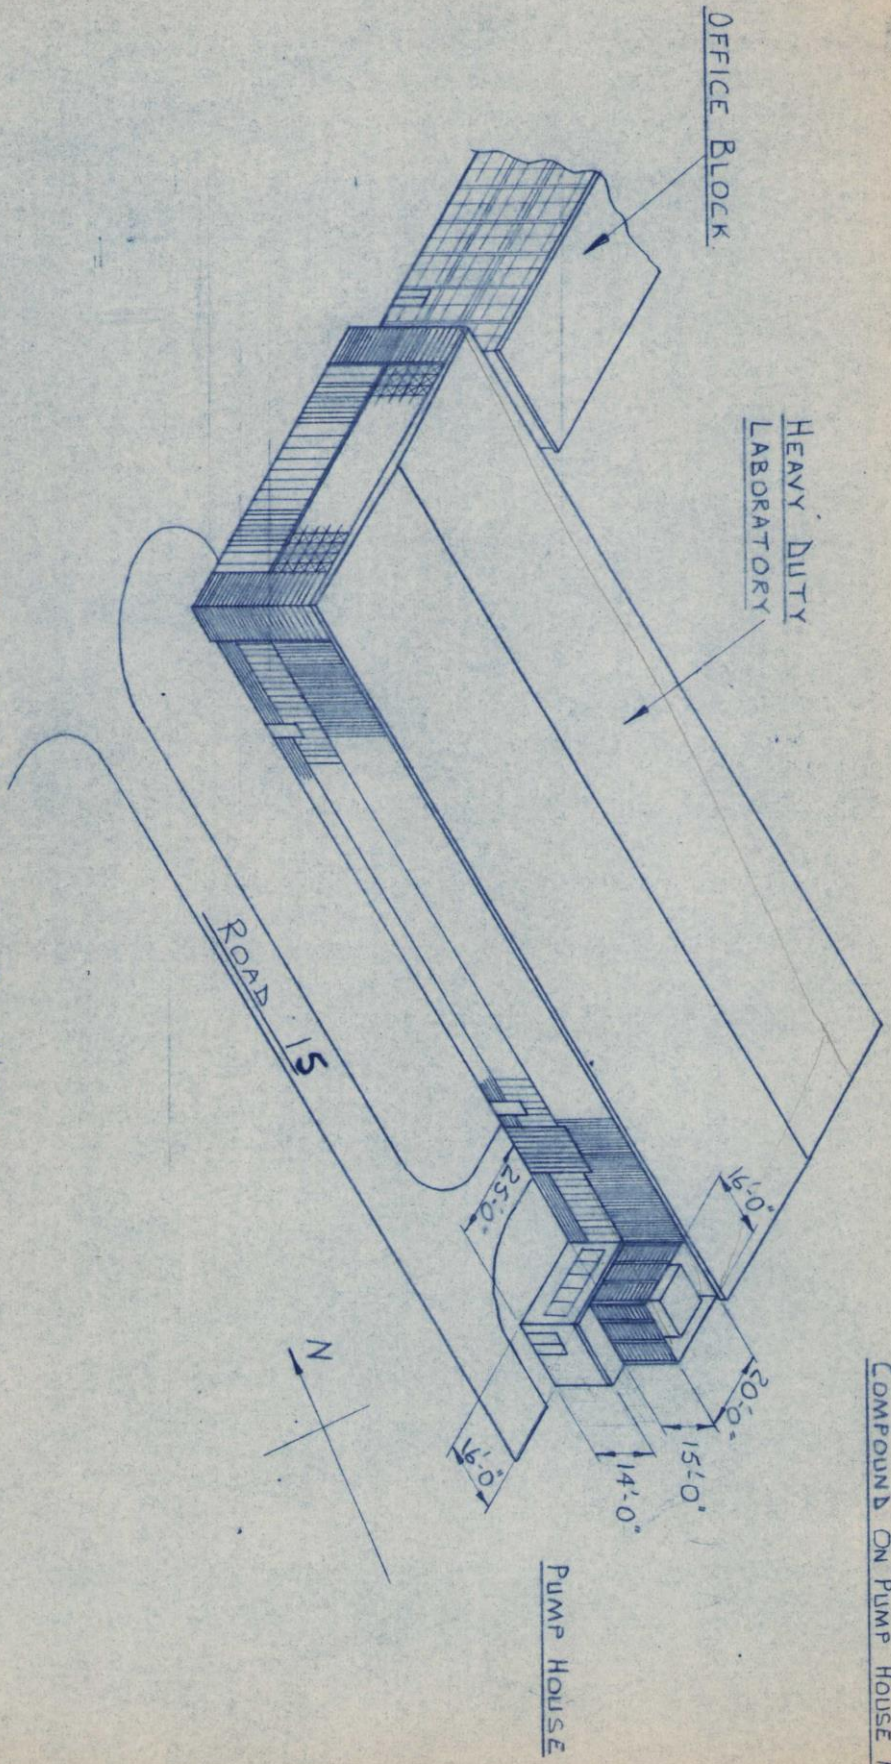 COMPOUND ON PUMP HOUSE
HEAVY DUTY
LABORATORY
OFFICE BLOCK.
16'-0"
20'-0"
15'-0"
14'-0"
25'-0"
16'-0"
ROAD 15
N
PUMP HOUSE